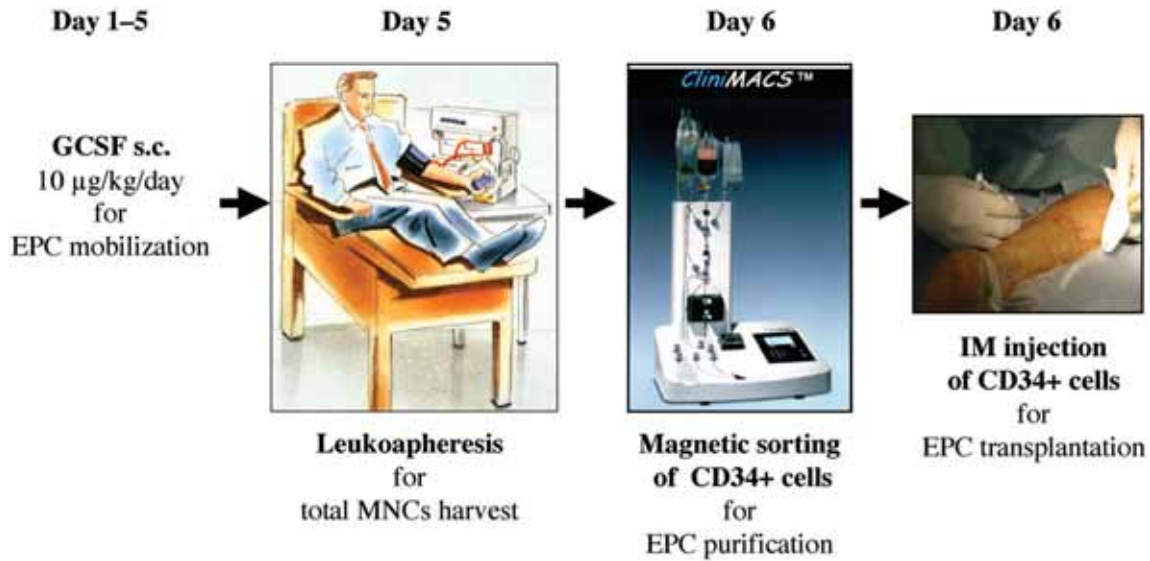 Day 1–5
GCSF s.c.
10 µg/kg/day
for
EPC mobilization
Day 5
Leukoapheresis
for
total MNCs harvest
Day 6
CliniMACS™
Magnetic sorting
of CD34+ cells
for
EPC purification
Day 6
IM injection
of CD34+ cells
for
EPC transplantation